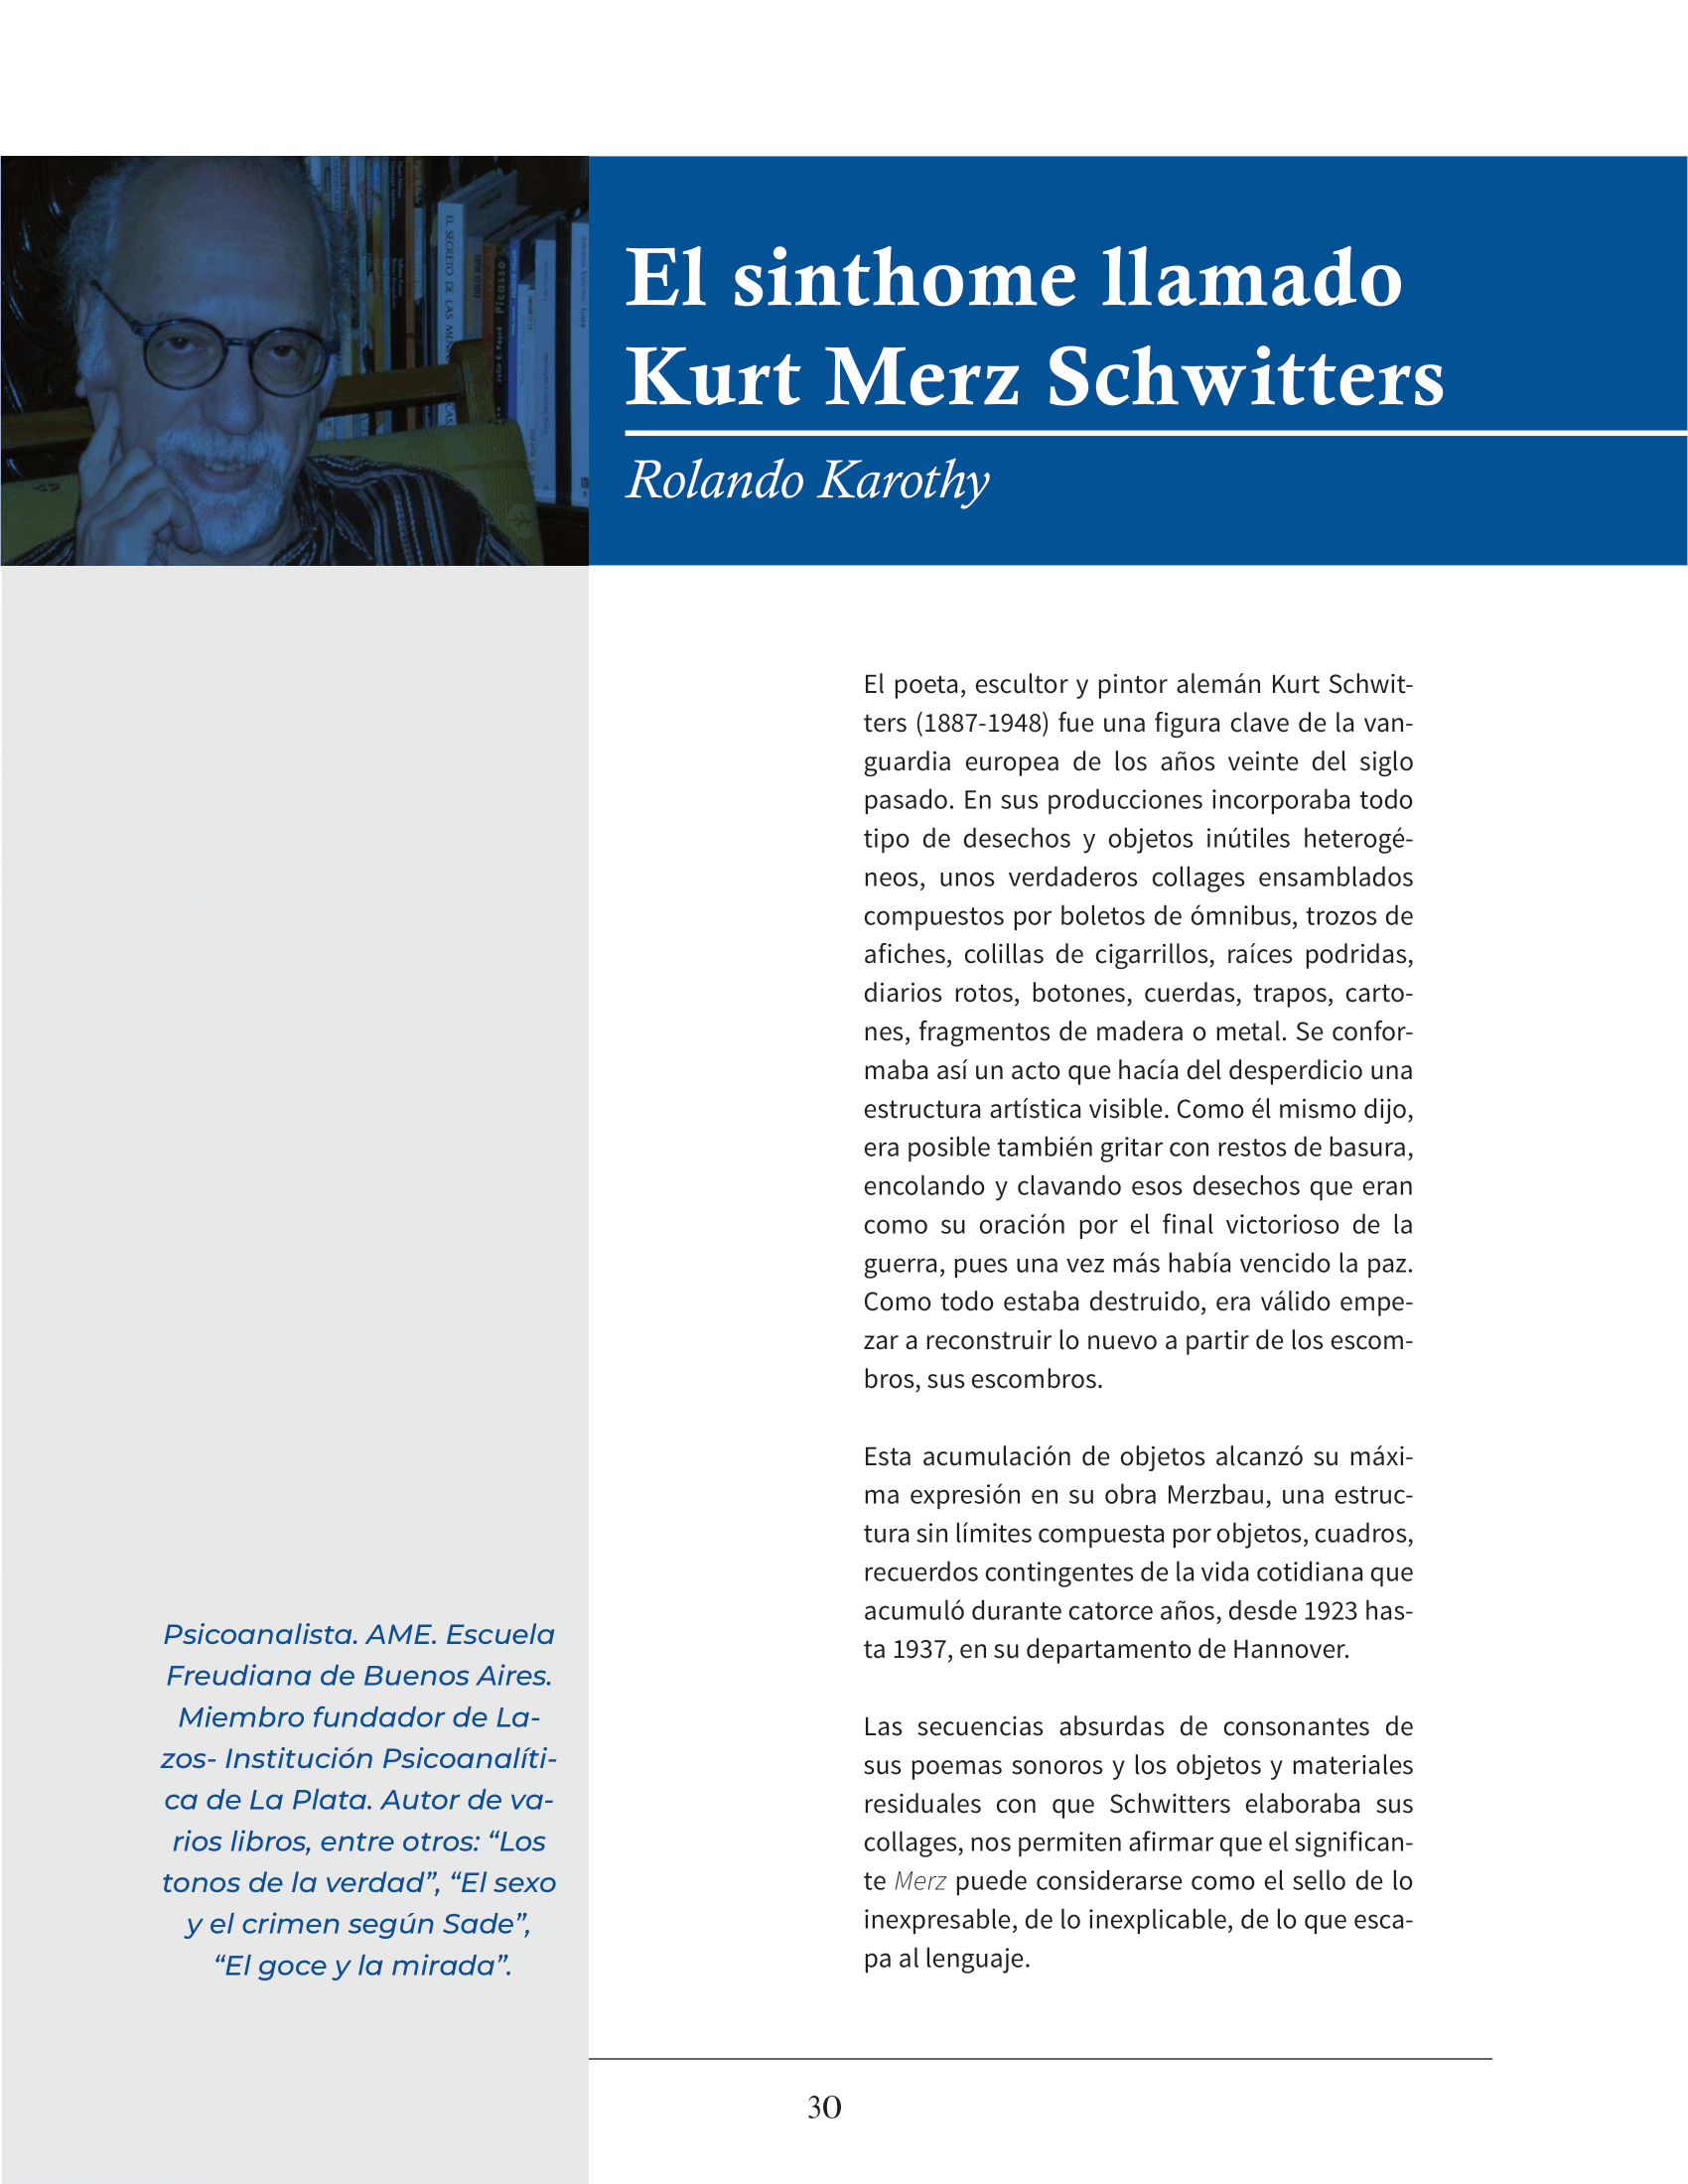 El sinthome llamado
Kurt Merz Schwitters
Rolando Karothy
EL SECRETO DE LAS
Picasso
El poeta, escultor y pintor alemán Kurt Schwit-
ters (1887-1948) fue una figura clave de la van-
guardia europea de los años veinte del siglo
pasado. En sus producciones incorporaba todo
tipo de desechos y objetos inútiles heterogé-
neos, unos verdaderos collages ensamblados
compuestos por boletos de ómnibus, trozos de
afiches, colillas de cigarrillos, raíces podridas,
diarios rotos, botones, cuerdas, trapos, carto-
nes, fragmentos de madera o metal. Se confor-
maba así un acto que hacía del desperdicio una
estructura artística visible. Como él mismo dijo,
era posible también gritar con restos de basura,
encolando y clavando esos desechos que eran
como su oración por el final victorioso de la
guerra, pues una vez más había vencido la paz.
Como todo estaba destruido, era válido empe-
zar a reconstruir lo nuevo a partir de los escom-
bros, sus escombros.
Esta acumulación de objetos alcanzó su máxi-
ma expresión en su obra Merzbau, una estruc-
tura sin límites compuesta por objetos, cuadros,
recuerdos contingentes de la vida cotidiana que
acumuló durante catorce años, desde 1923 has-
ta 1937, en su departamento de Hannover.
Las secuencias absurdas de consonantes de
sus poemas sonoros y los objetos y materiales
residuales con que Schwitters elaboraba sus
collages, nos permiten afirmar que el significan-
te Merz puede considerarse como el sello de lo
inexpresable, de lo inexplicable, de lo que esca-
pa al lenguaje.
Psicoanalista. AME. Escuela
Freudiana de Buenos Aires.
Miembro fundador de La-
zos- Institución Psicoanalíti-
ca de La Plata. Autor de va-
rios libros, entre otros: “Los
tonos de la verdad”, “El sexo
y el crimen según Sade”,
“El goce y la mirada”.
30